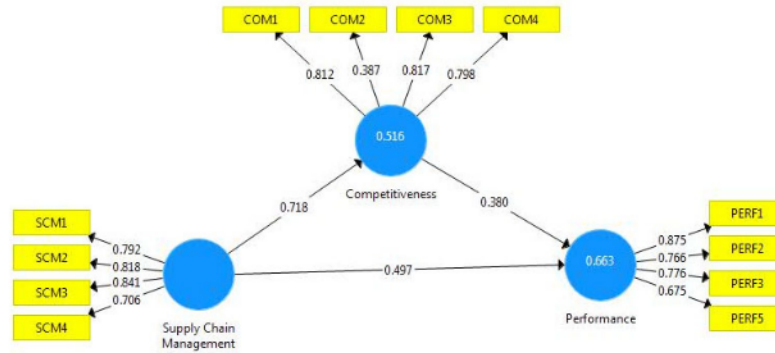 COM1
COM2
COM3
COM4
0.812
0.387
0.817
0.798
0.516
Competitiveness
0.718
0.380
SCM1
SCM2
SCM3
SCM4
0.792
0.818
0.841
0.706
Supply Chain
Management
0.497
0.663
Performance
0.875
0.766
0.776
0.675
PERF1
PERF2
PERF3
PERF5